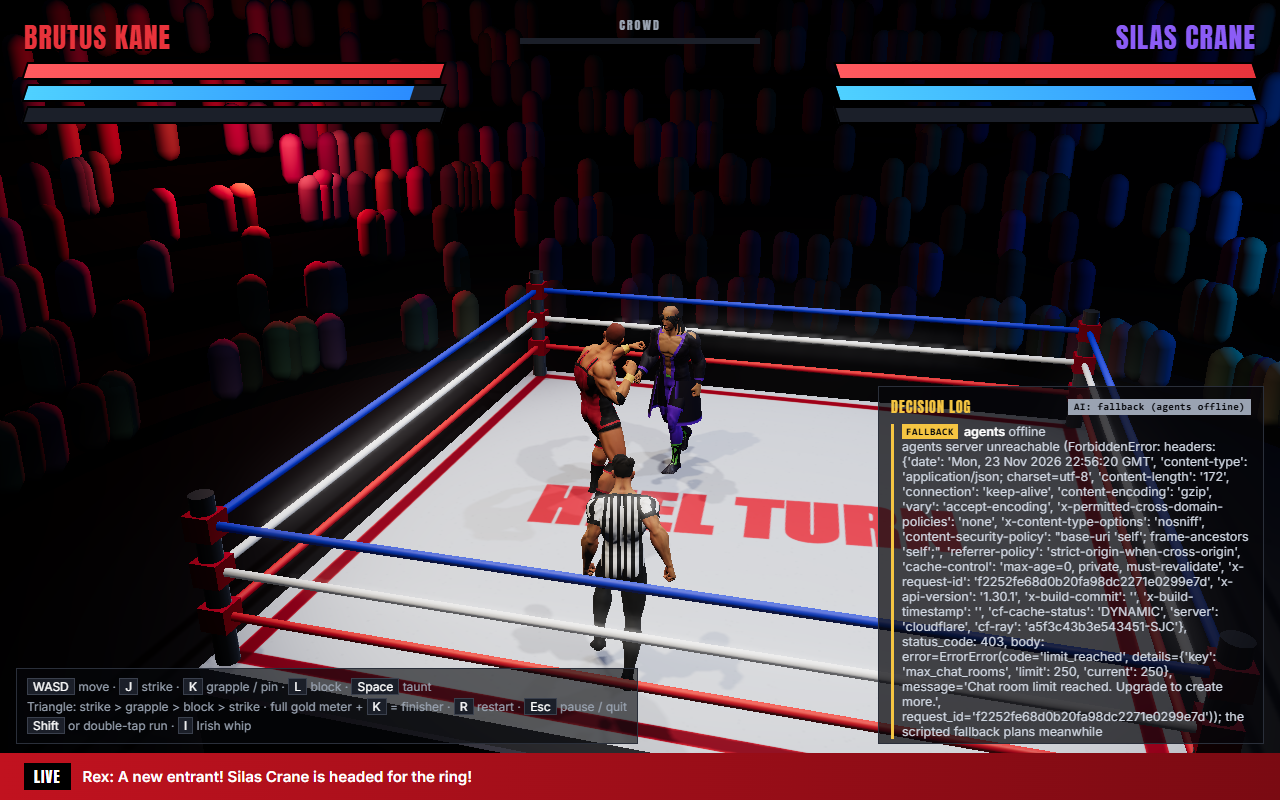 BRUTUS KANE
CROWD
SILAS CRANE
DECISION LOG
AI: fallback (agents offline)
FALLBACK agents offline
agents server unreachable (ForbiddenError: headers:
{'date': 'Mon, 23 Nov 2026 22:56:20 GMT', 'content-type':
'application/json; charset=utf-8', 'content-length': '172',
'connection': 'keep-alive', 'content-encoding': 'gzip',
'vary': 'accept-encoding', 'x-permitted-cross-domain-
policies': 'none', 'x-content-type-options': 'nosniff',
'content-security-policy': "base-uri 'self'; frame-ancestors
'self';", 'referrer-policy': 'strict-origin-when-cross-origin',
'cache-control': 'max-age=0, private, must-revalidate', 'x-
request-id': 'f2252fe68d0b20fa98dc2271e0299e7d', 'x-
api-version': '1.30.1', 'x-build-commit': '', 'x-build-
timestamp': '', 'cf-cache-status': 'DYNAMIC', 'server':
'cloudflare', 'cf-ray': 'a5f3c43b3e543451-SJC'},
status_code: 403, body:
error=ErrorError(code='limit_reached', details={'key':
'max_chat_rooms', 'limit': 250, 'current': 250},
message='Chat room limit reached. Upgrade to create
more.',
request_id='f2252fe68d0b20fa98dc2271e0299e7d')); the
scripted fallback plans meanwhile
WASD move · J strike · K grapple / pin · L block · Space taunt
Triangle: strike > grapple > block > strike · full gold meter + K = finisher · R restart · Esc pause / quit
Shift or double-tap run · I Irish whip
LIVE Rex: A new entrant! Silas Crane is headed for the ring!